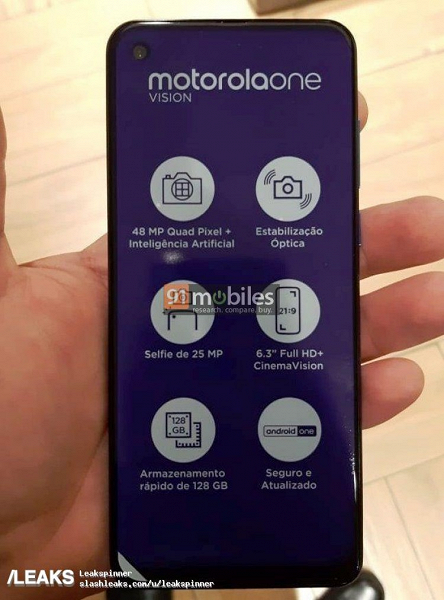 motorolaone
VISION
48 MP Quad Pixel +
Inteligência Artificial
Estabilização
Óptica
91mobiles
research. compare. buy.
Selfie de 25 MP
21:9
6.3" Full HD+
CinemaVision
128
GB
Armazenamento
rápido de 128 GB
androidone
Seguro e
Atualizado
/LEAKS
Leakspinner
slashleaks.com/u/leakspinner